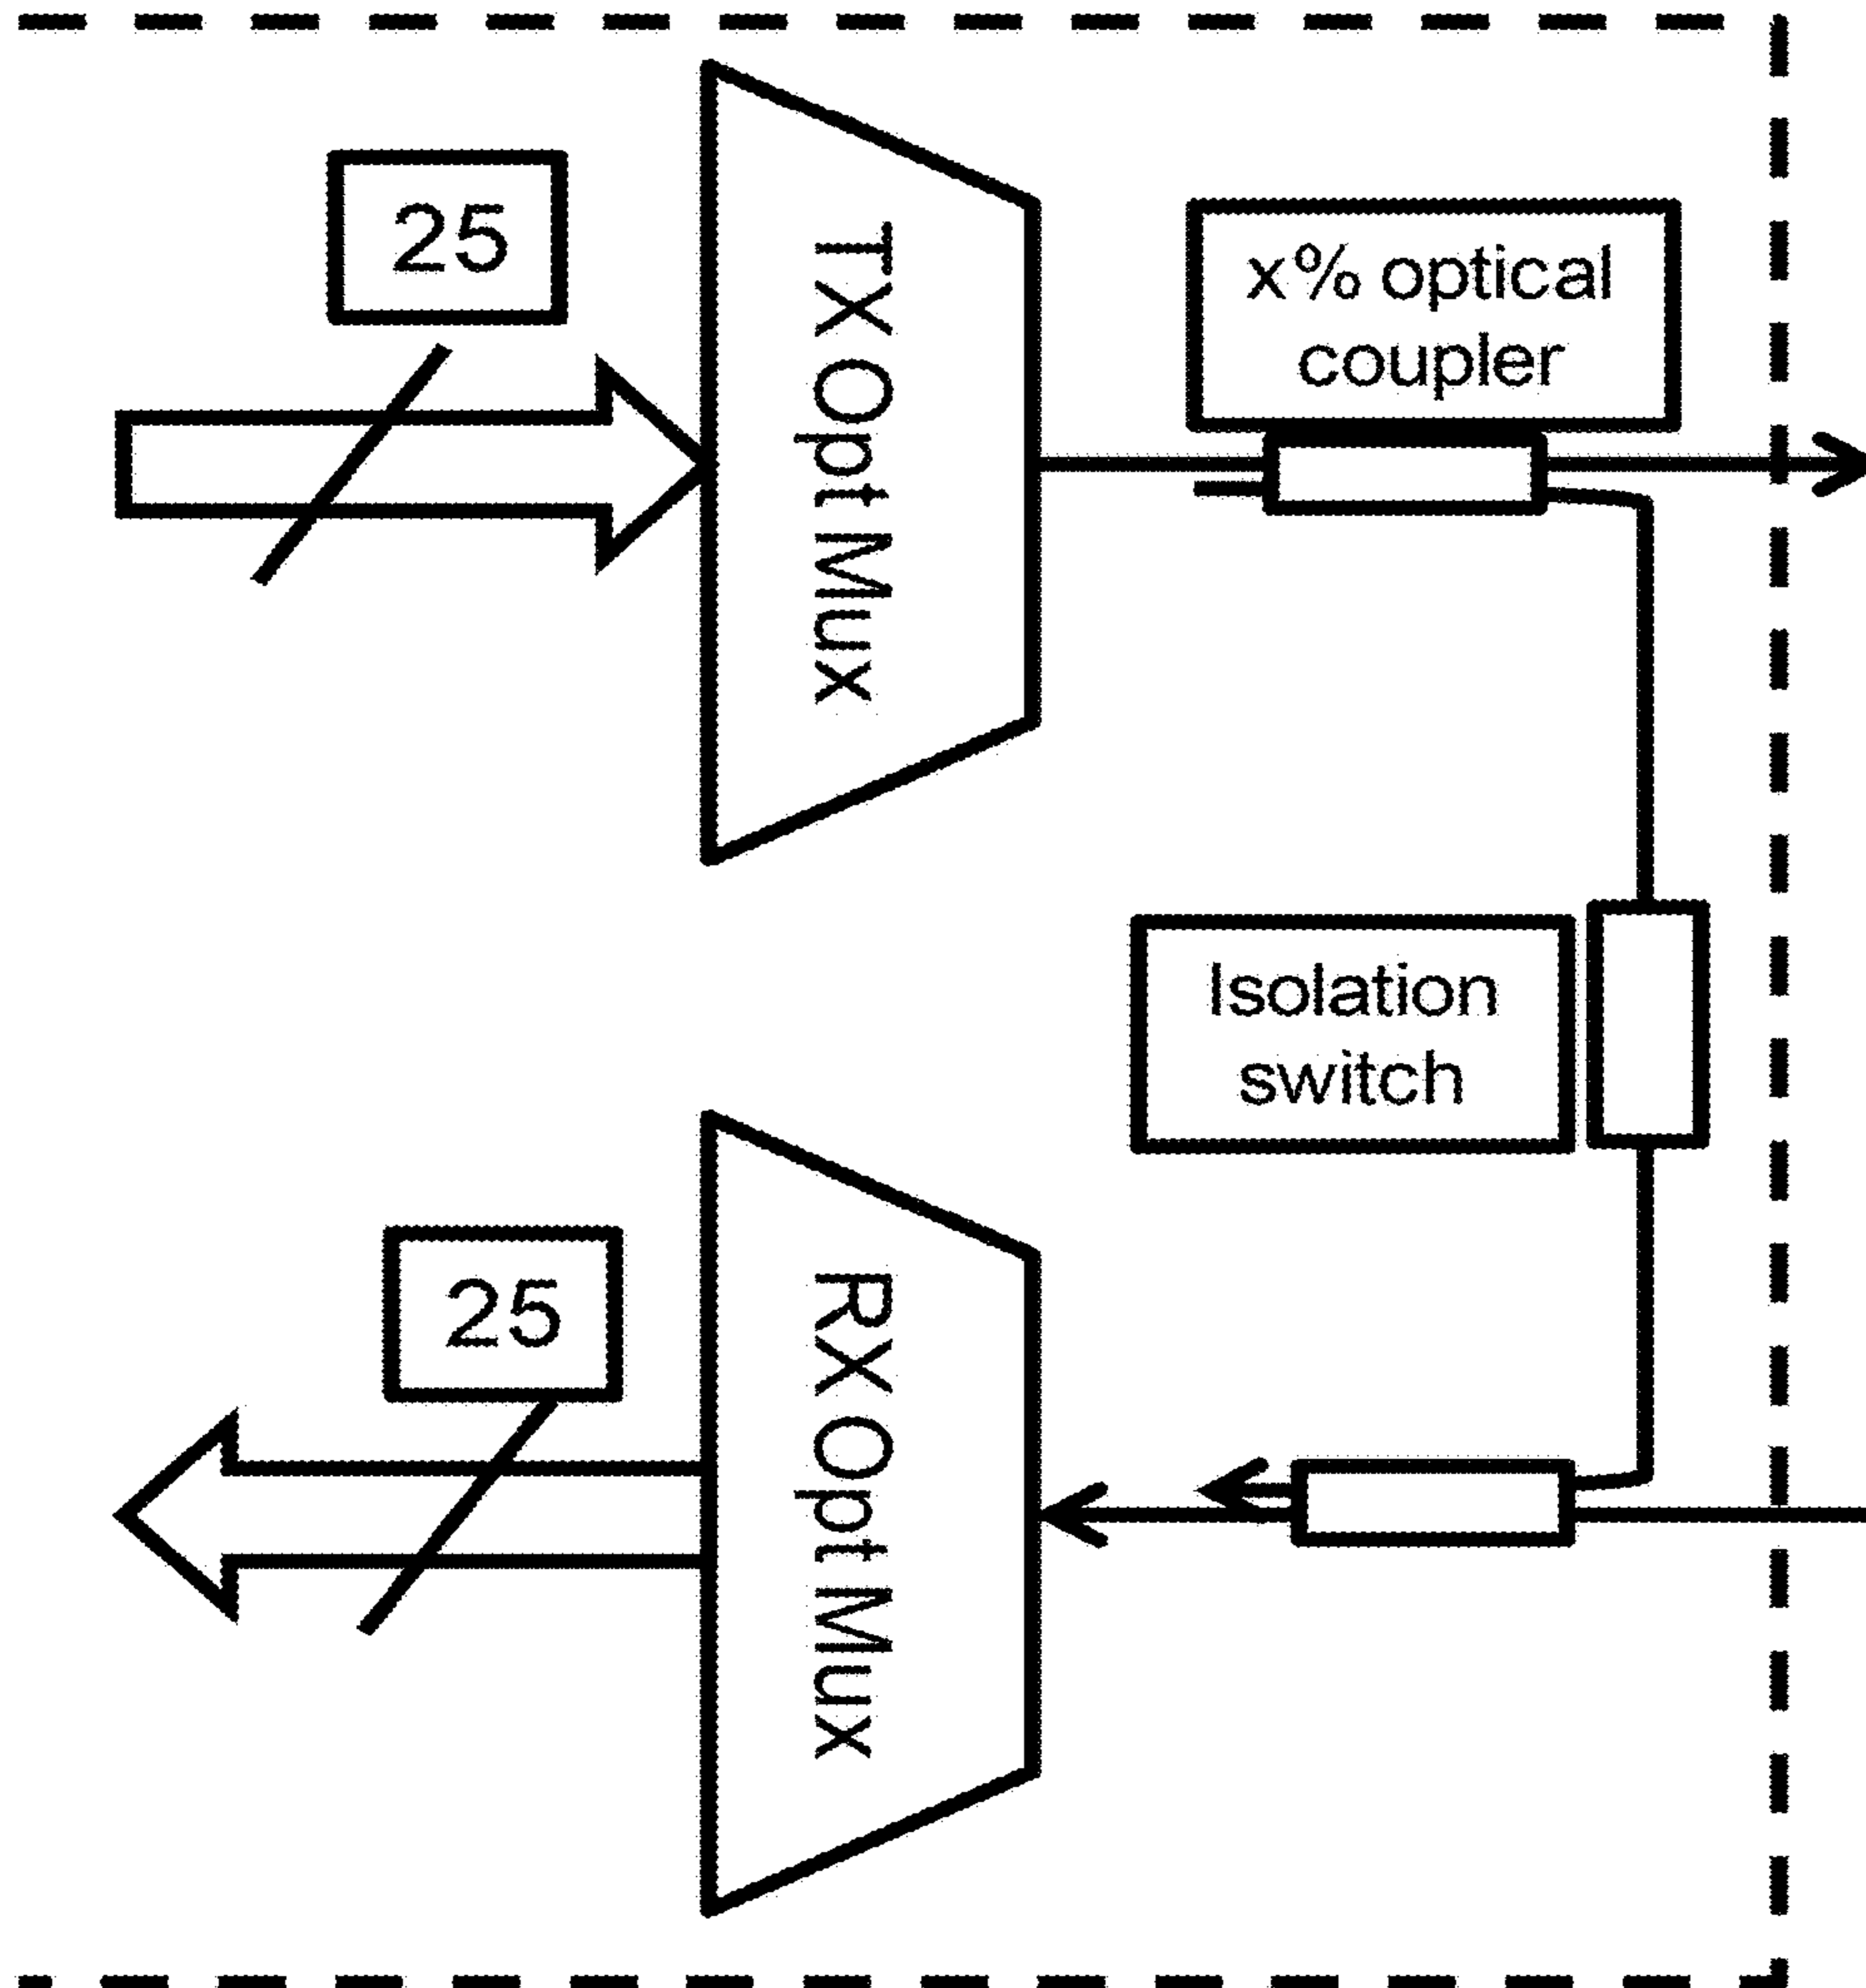 25
TX Opt Mux
x% optical
coupler
Isolation
switch
25
RX Opt Mux